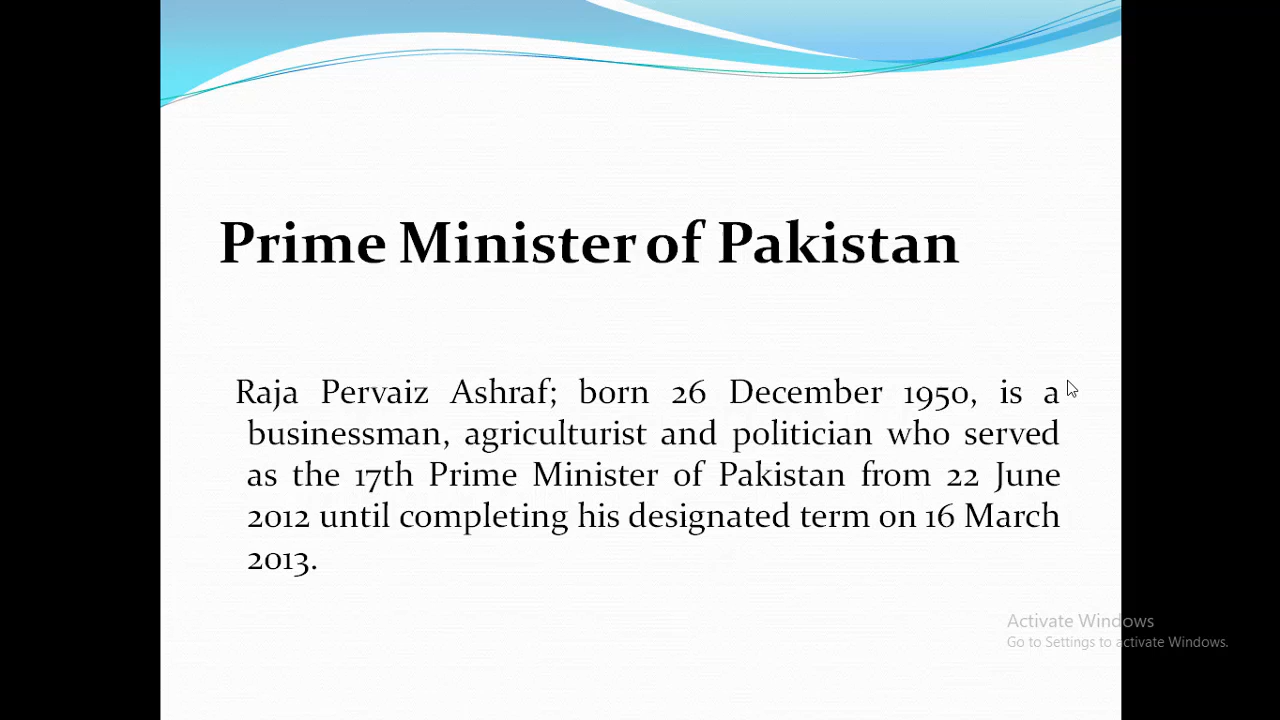 Prime Minister of Pakistan
Raja Pervaiz Ashraf; born 26 December 1950, is a
businessman, agriculturist and politician who served
as the 17th Prime Minister of Pakistan from 22 June
2012 until completing his designated term on 16 March
2013.
Activate Windows
Go to Settings to activate Windows.